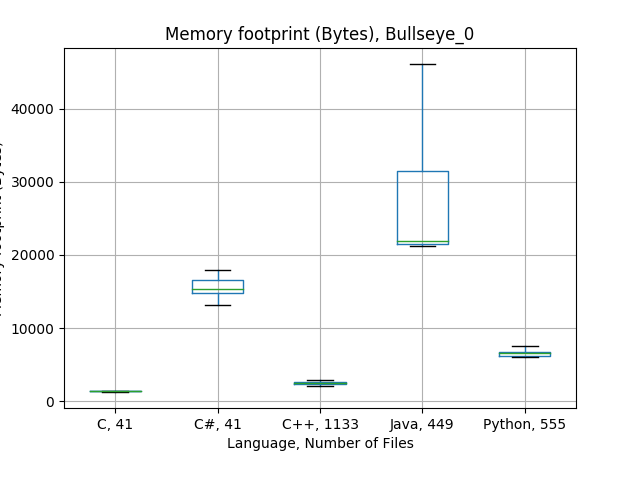 Memory footprint (Bytes), Bullseye_0
40000
30000
20000
10000
0
C, 41
C#, 41
C++, 1133
Java, 449
Python, 555
Language, Number of Files